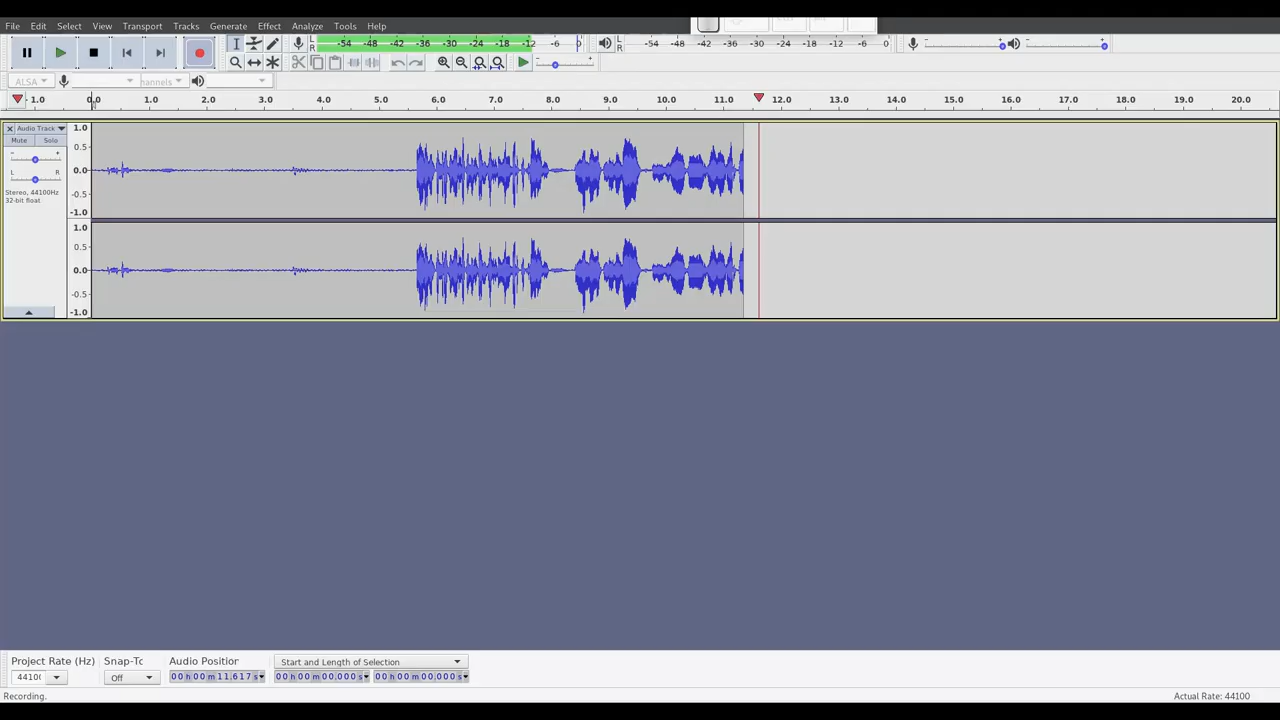 File Edit Select View Transport Tracks Generate Effect Analyze Tools Help
L R -54 -48 -42 -36 -30 -24 -18 -12 -6 0 L R -54 -48 -42 -36 -30 -24 -18 -12 -6 0 - + - +
- +
ALSA hannels
1.0 0.0 1.0 2.0 3.0 4.0 5.0 6.0 7.0 8.0 9.0 10.0 11.0 12.0 13.0 14.0 15.0 16.0 17.0 18.0 19.0 20.0
Audio Track 1.0
Mute Solo 0.5
- + 0.0
L R -0.5
Stereo, 44100Hz
32-bit float -1.0
1.0
0.5
0.0
-0.5
-1.0
Project Rate (Hz) Snap-Tc Audio Position Start and Length of Selection
4410( Off 00 h 00 m 11.617 s 00 h 00 m 00.000 s 00 h 00 m 00.000 s
Recording. Actual Rate: 44100